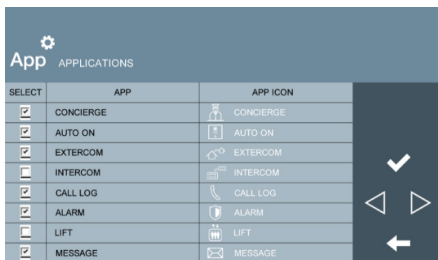 App APPLICATIONS
SELECT APP APP ICON
CONCIERGE CONCIERGE
AUTO ON AUTO ON
EXTERCOM EXTERCOM
INTERCOM INTERCOM
CALL LOG CALL LOG
ALARM ALARM
LIFT LIFT
MESSAGE MESSAGE